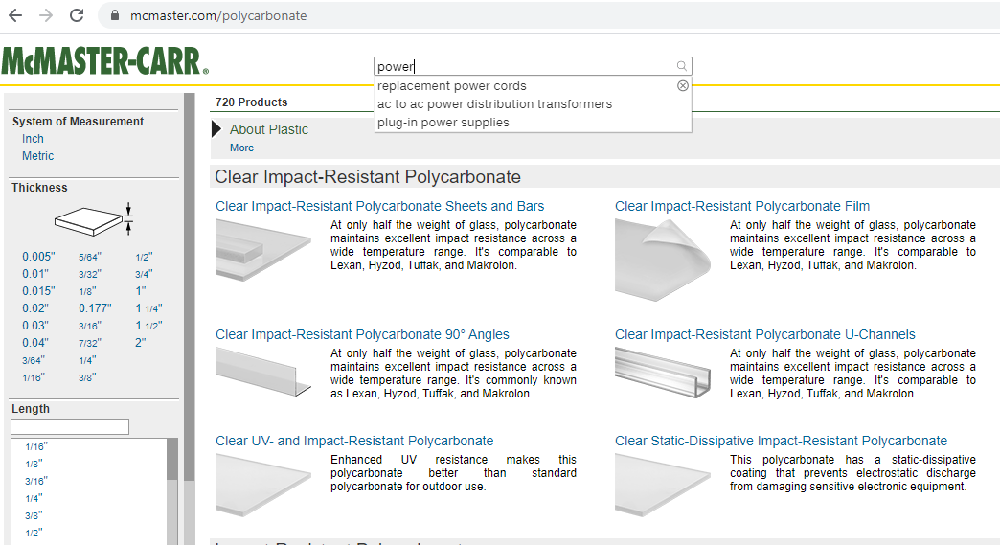 mcmaster.com/polycarbonate
McMASTER-CARR®
power
replacement power cords
ac to ac power distribution transformers
plug-in power supplies
System of Measurement
Inch
Metric
Thickness
0.005" 5/64" 1/2"
0.01" 3/32" 3/4"
0.015" 1/8" 1"
0.02" 0.177" 1 1/4"
0.03" 3/16" 1 1/2"
0.04" 7/32" 2"
3/64" 1/4"
1/16" 3/8"
Length
1/16"
1/8"
3/16"
1/4"
3/8"
1/2"
720 Products
About Plastic
More
Clear Impact-Resistant Polycarbonate
Clear Impact-Resistant Polycarbonate Sheets and Bars
At only half the weight of glass, polycarbonate
maintains excellent impact resistance across a
wide temperature range. It's comparable to
Lexan, Hyzod, Tuffak, and Makrolon.
Clear Impact-Resistant Polycarbonate Film
At only half the weight of glass, polycarbonate
maintains excellent impact resistance across a
wide temperature range. It's comparable to
Lexan, Hyzod, Tuffak, and Makrolon.
Clear Impact-Resistant Polycarbonate 90° Angles
At only half the weight of glass, polycarbonate
maintains excellent impact resistance across a
wide temperature range. It's commonly known
as Lexan, Hyzod, Tuffak, and Makrolon.
Clear Impact-Resistant Polycarbonate U-Channels
At only half the weight of glass, polycarbonate
maintains excellent impact resistance across a
wide temperature range. It's comparable to
Lexan, Hyzod, Tuffak, and Makrolon.
Clear UV- and Impact-Resistant Polycarbonate
Enhanced UV resistance makes this
polycarbonate better than standard
polycarbonate for outdoor use.
Clear Static-Dissipative Impact-Resistant Polycarbonate
This polycarbonate has a static-dissipative
coating that prevents electrostatic discharge
from damaging sensitive electronic equipment.